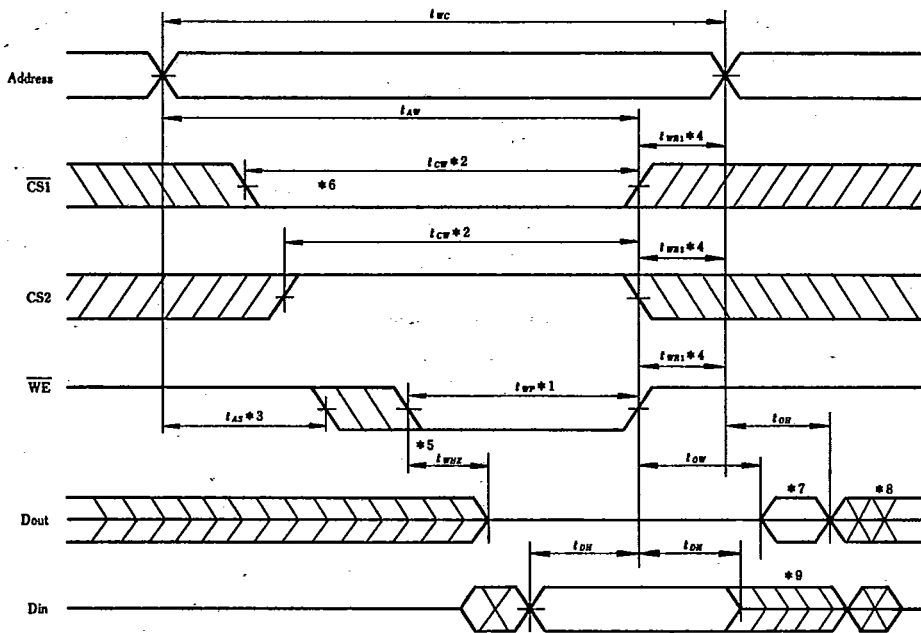 tWC
Address
tAW
tWR1*4
CS1
tCW*2
*6
tCW*2
tWR1*4
CS2
tWR1*4
WE
tWP*1
tAS*3
*5
tWHZ
tOH
tOW
*7
*8
Dout
tDH
tDH
*9
Din